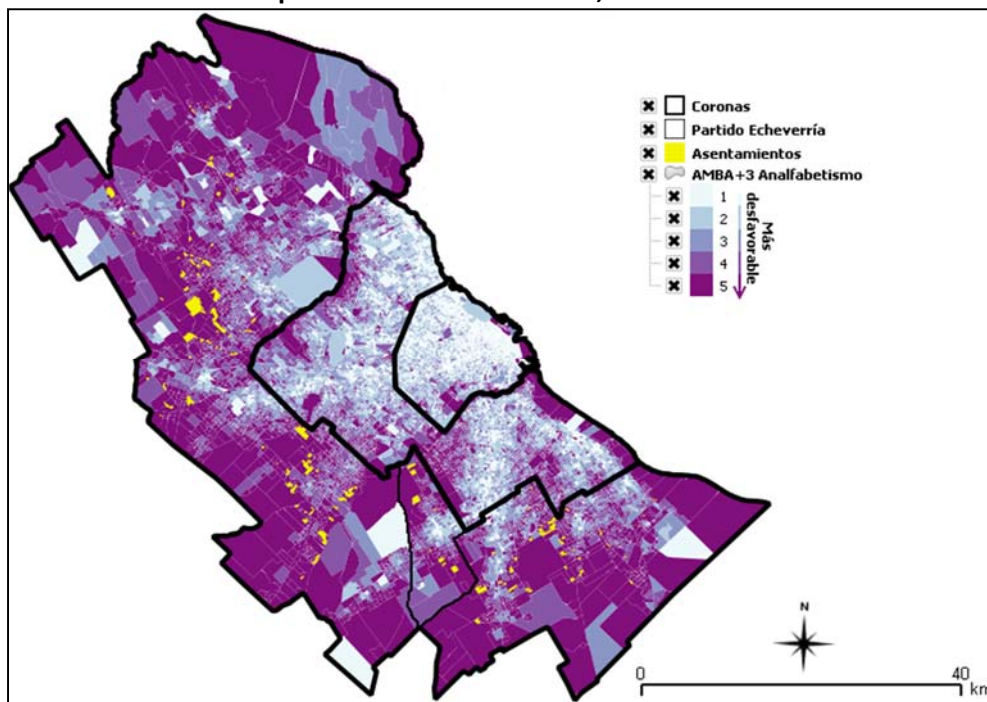 Coronas
Partido Echeverría
Asentamientos
AMBA+3 Analfabetismo
1
2
3
4
5
Más
desfavorable
N
0 40
km